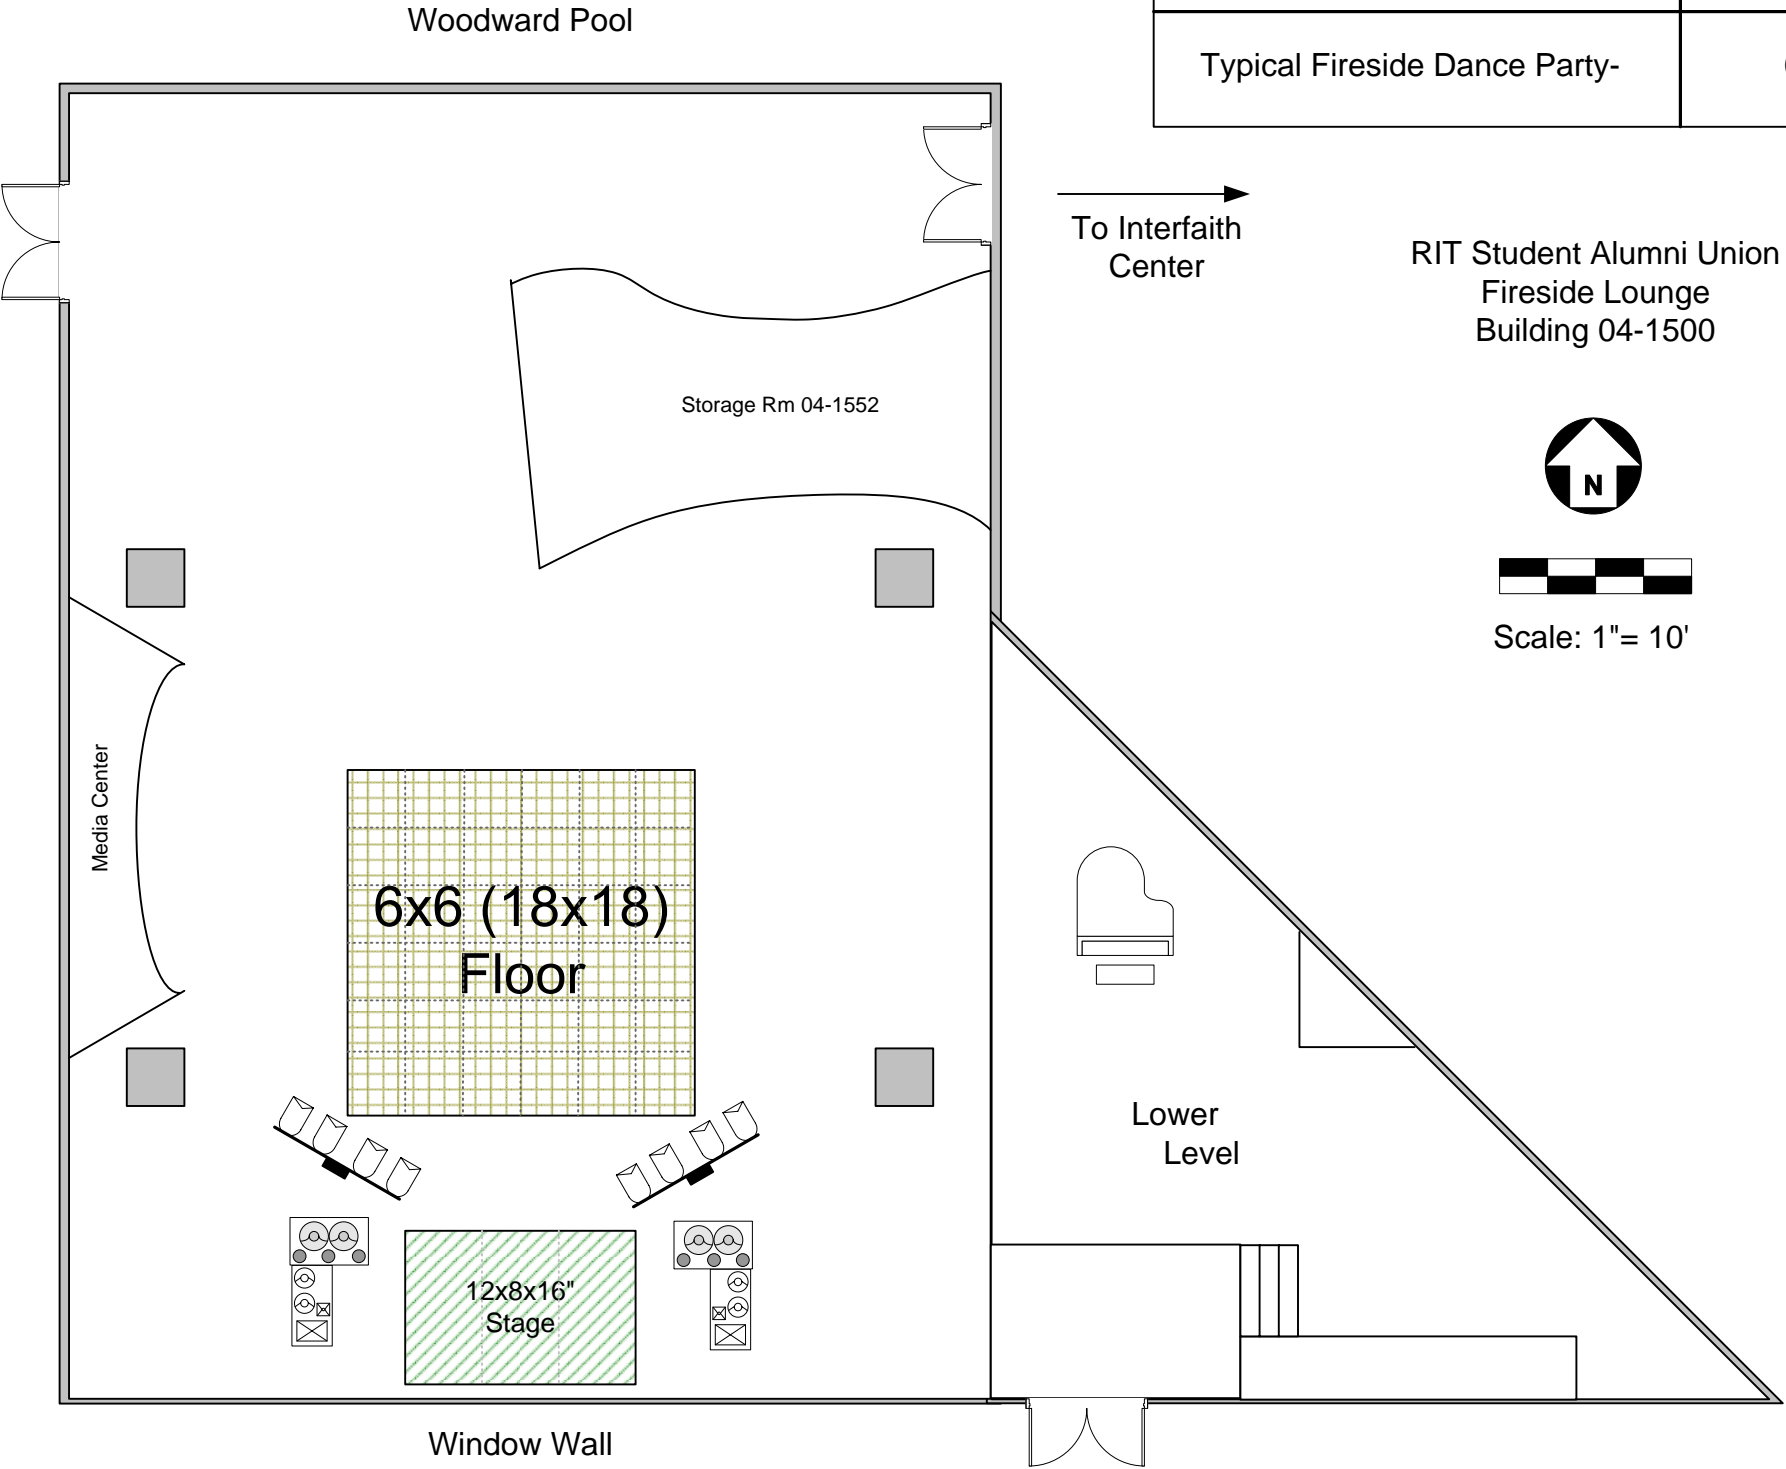 Woodward Pool
Typical Fireside Dance Party-
To Interfaith
Center
RIT Student Alumni Union
Fireside Lounge
Building 04-1500
Storage Rm 04-1552
N
Scale: 1"= 10'
Media Center
6x6 (18x18)
Floor
Lower
Level
12x8x16"
Stage
Window Wall